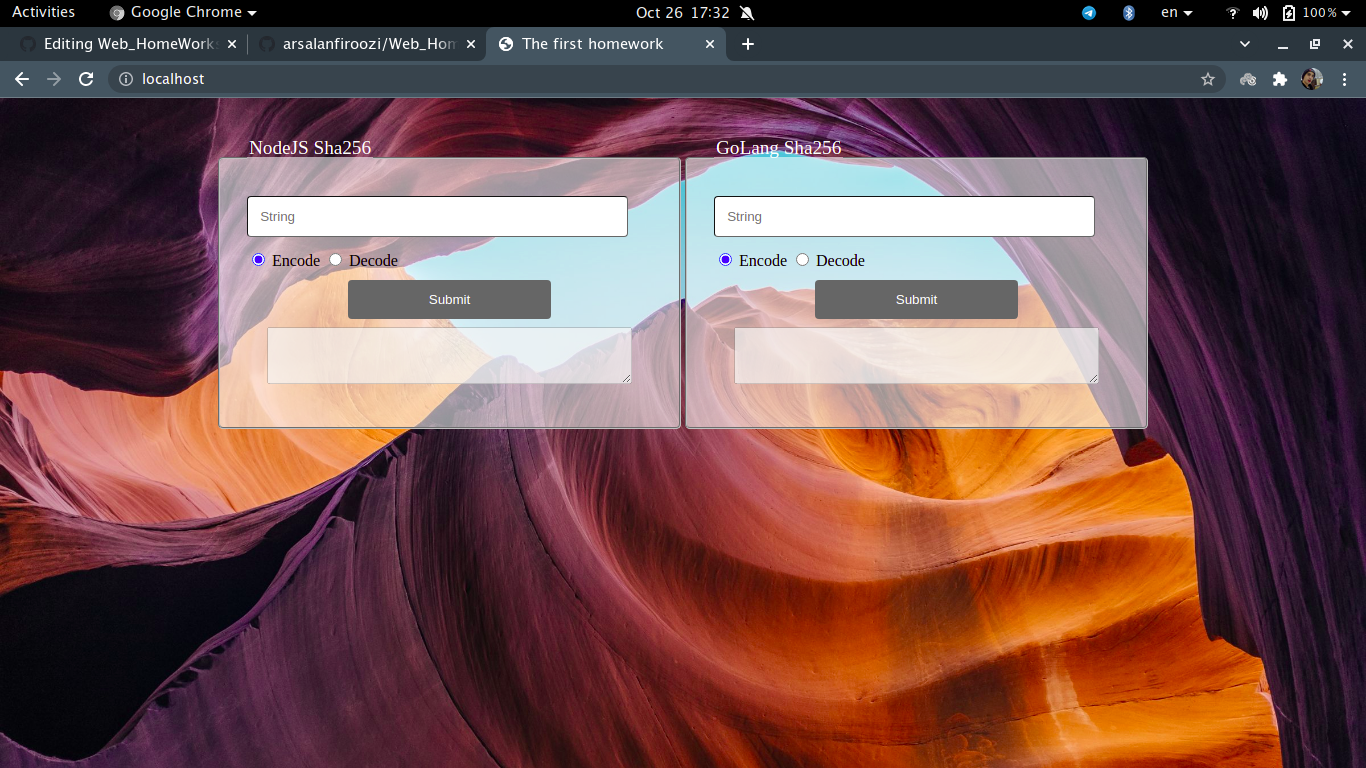 Activities Google Chrome Oct 26 17:32 en 100%
Editing Web_HomeWorks arsalanfiroozi/Web_Hom The first homework
localhost
NodeJS Sha256 GoLang Sha256
String String
Encode Decode Encode Decode
Submit Submit